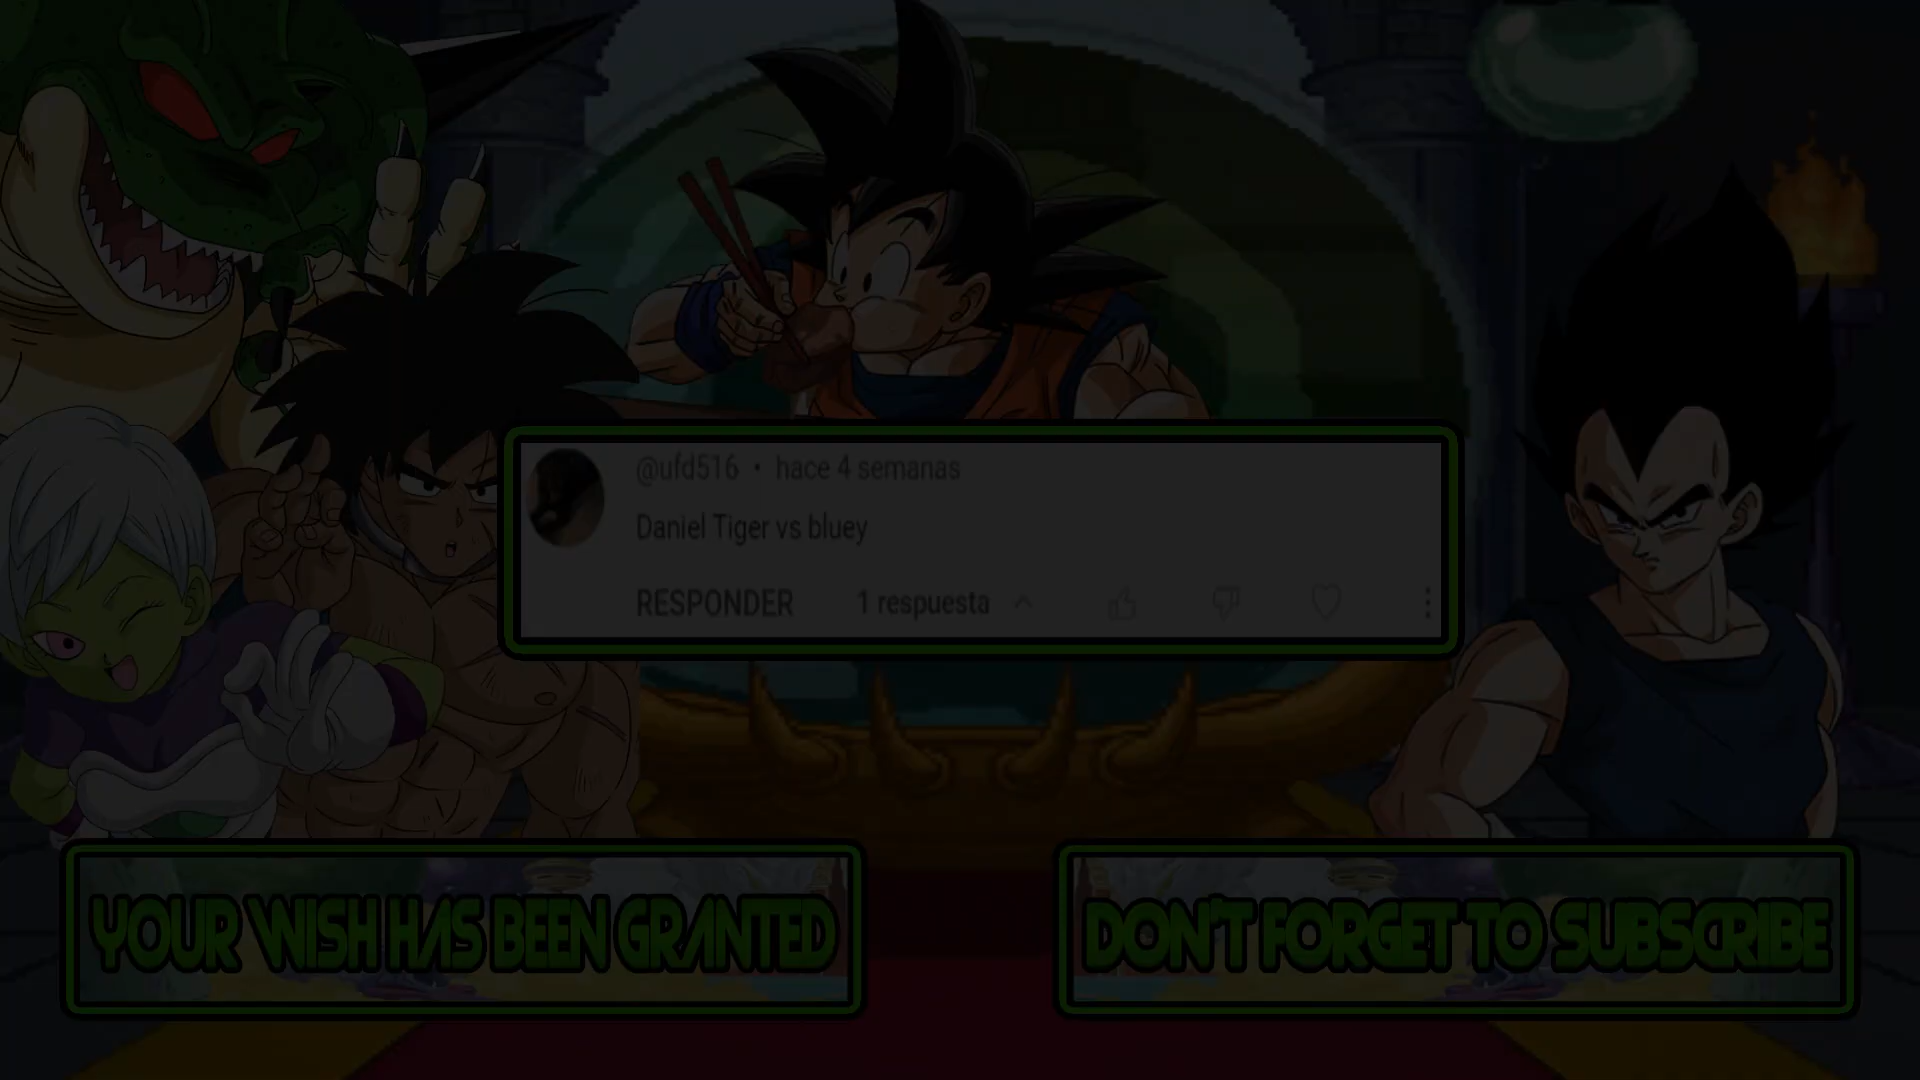 @ufd516 • hace 4 semanas
Daniel Tiger vs bluey
RESPONDER 1 respuesta
YOUR WISH HAS BEEN GRANTED
DON'T FORGET TO SUBSCRIBE